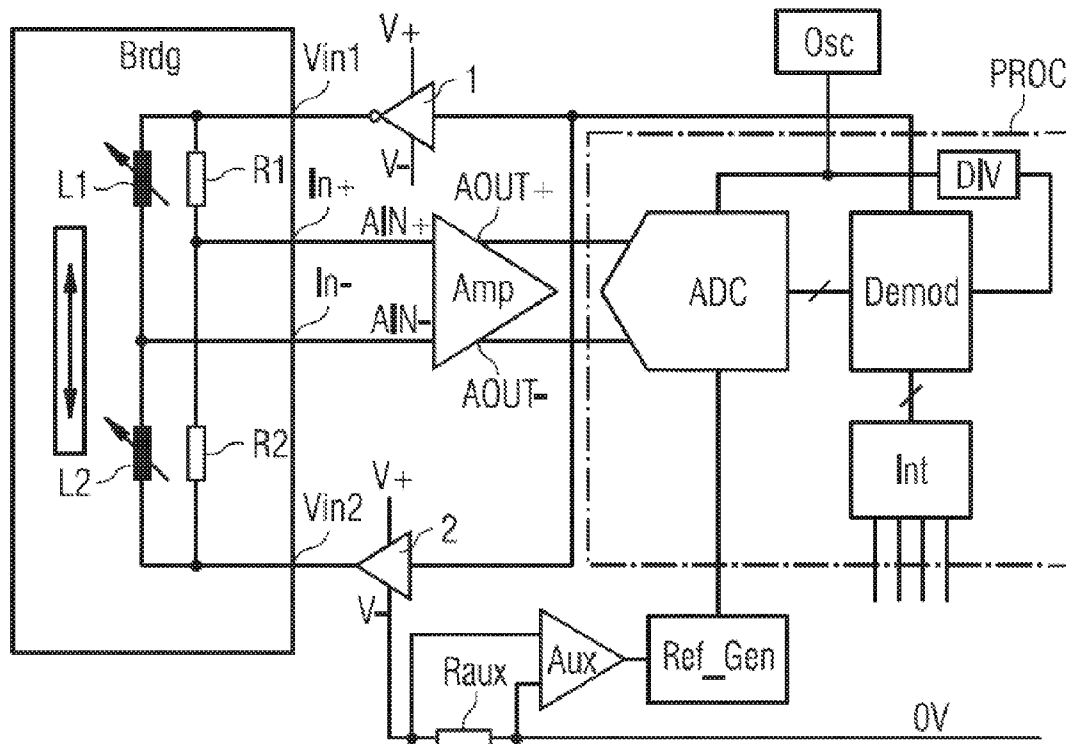 Brdg
Vin1
V+
1
Osc
PROC
L1
R1
In+
V-
AOUT+
DIV
AIN+
In-
Amp
ADC
Demod
AIN-
AOUT-
L2
R2
Vin2
V+
2
Int
V-
Raux
Aux
Ref_Gen
0V